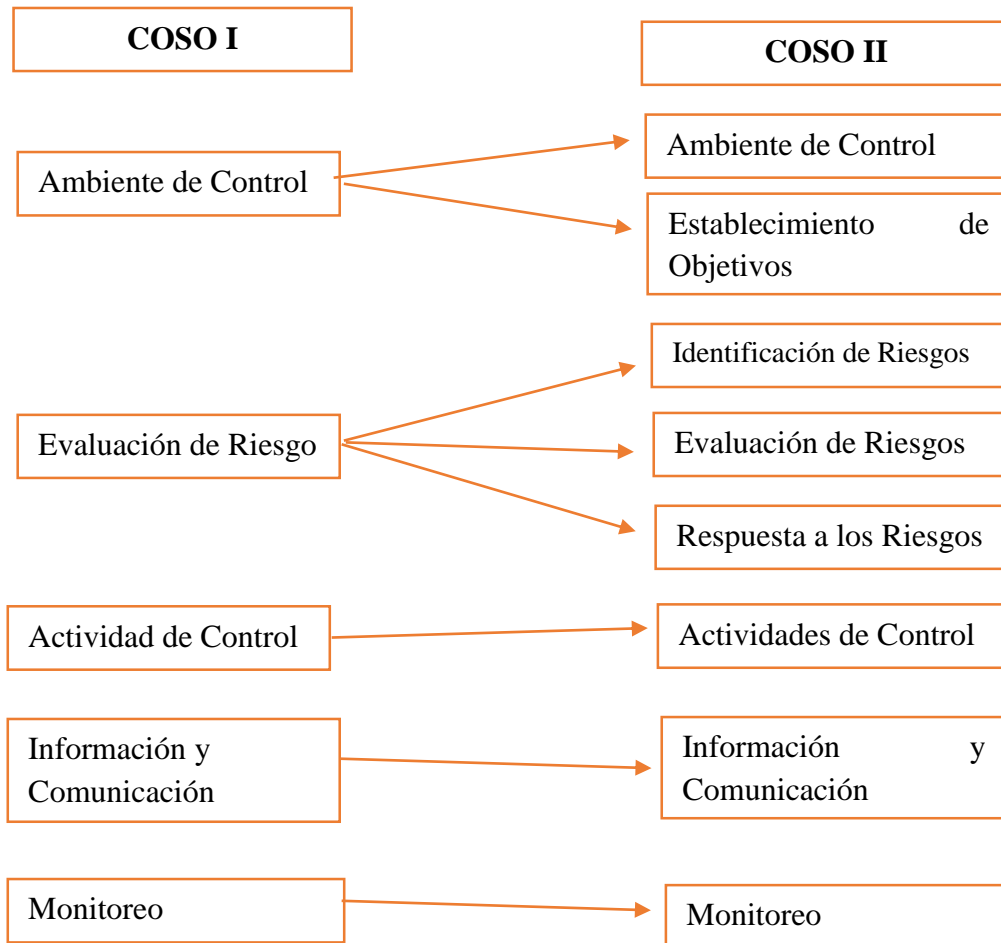 COSO I
COSO II
Ambiente de Control
Ambiente de Control
Establecimiento de
Objetivos
Identificación de Riesgos
Evaluación de Riesgo
Evaluación de Riesgos
Respuesta a los Riesgos
Actividad de Control
Actividades de Control
Información y
Comunicación
Información y
Comunicación
Monitoreo
Monitoreo